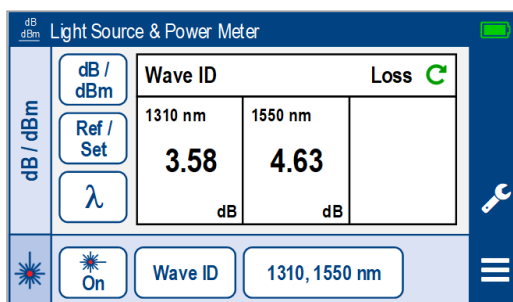 dB
dBm
Light Source & Power Meter
dB / dBm
dB /
dBm
Ref /
Set
λ
Wave ID
Loss
1310 nm
1550 nm
3.58
4.63
dB
dB
On
Wave ID
1310, 1550 nm